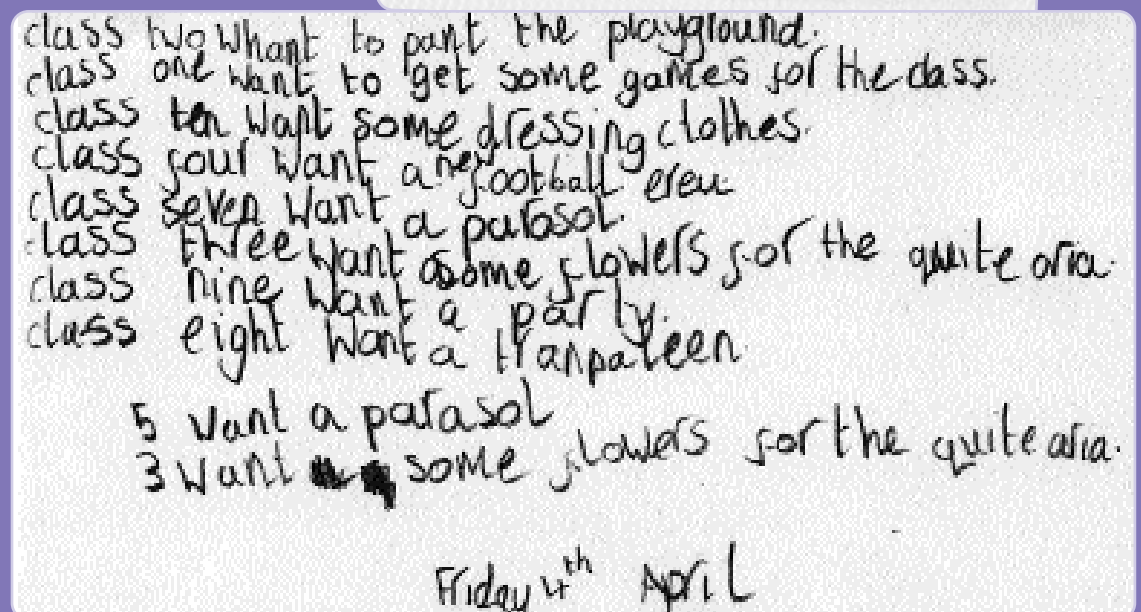 class two whant to pant the playground.
class one want to get some games for the class.
class ten want some dressing clothes.
class four want a new football ereu.
class seven want a parasol.
class three want some flowers for the quite aria.
class nine want a party.
class eight want a tranpaleen.
5 want a parasol
3 want some flowers for the quite aria.
Friday 4th April